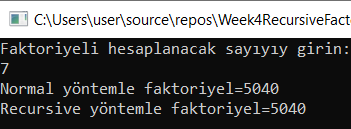 C:\Users\user\source\repos\Week4RecursiveFact
Faktoriyeli hesaplanacak sayıyıy girin:
7
Normal yöntemle faktoriyel=5040
Recursive yöntemle faktoriyel=5040